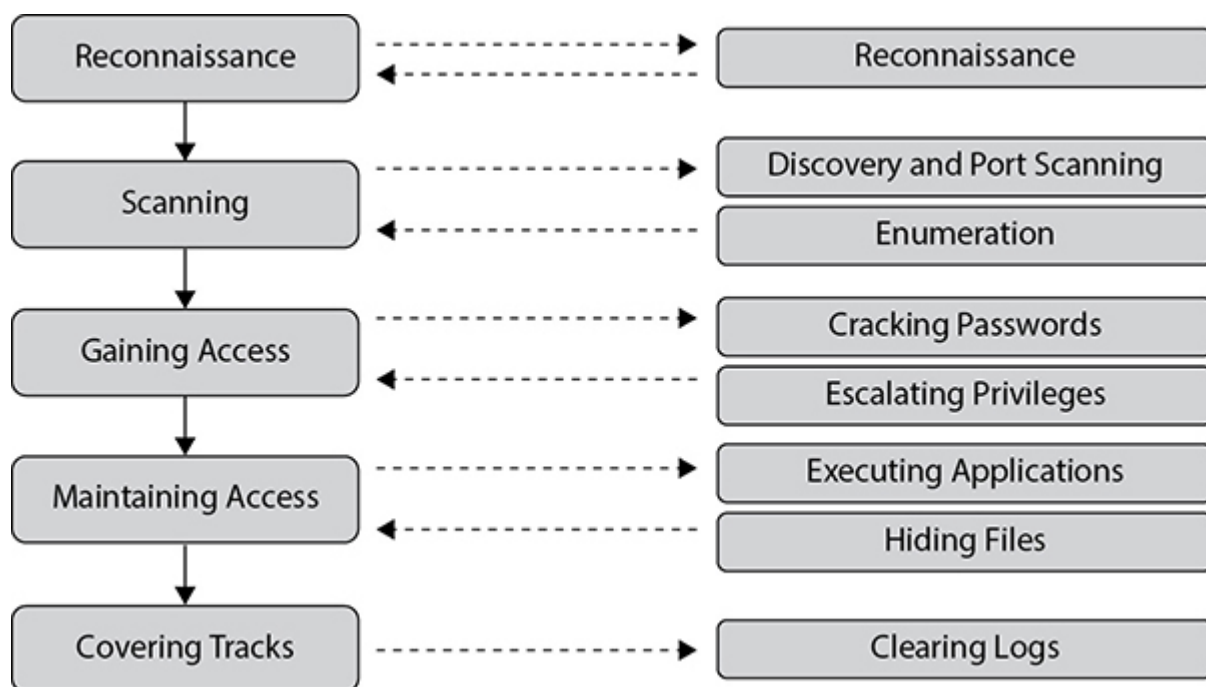 Reconnaissance
Reconnaissance
Scanning
Discovery and Port Scanning
Enumeration
Gaining Access
Cracking Passwords
Escalating Privileges
Maintaining Access
Executing Applications
Hiding Files
Covering Tracks
Clearing Logs